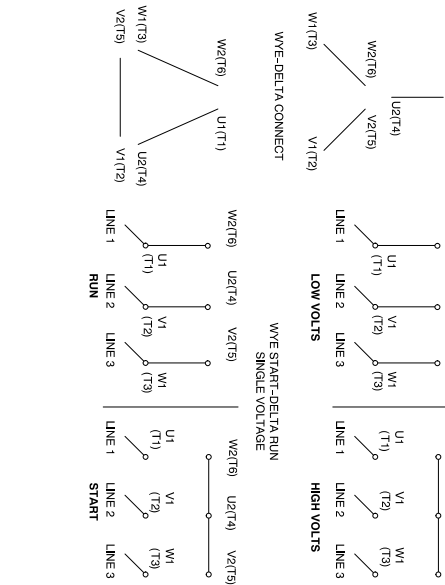 U2(T4)
W2(T6) V2(T5)
W1(T3) V1(T2)
WYE-DELTA CONNECT
W2(T6) U1(T1)
W1(T3) U2(T4)
V2(T5) V1(T2)
U1 V1 W1
(T1) (T2) (T3)
LINE 1 LINE 2 LINE 3
LOW VOLTS
U1 V1 W1
(T1) (T2) (T3)
LINE 1 LINE 2 LINE 3
HIGH VOLTS
WYE START-DELTA RUN
SINGLE VOLTAGE
W2(T6) U2(T4) V2(T5)
U1 V1 W1
(T1) (T2) (T3)
LINE 1 LINE 2 LINE 3
RUN
W2(T6) U2(T4) V2(T5)
U1 V1 W1
(T1) (T2) (T3)
LINE 1 LINE 2 LINE 3
START